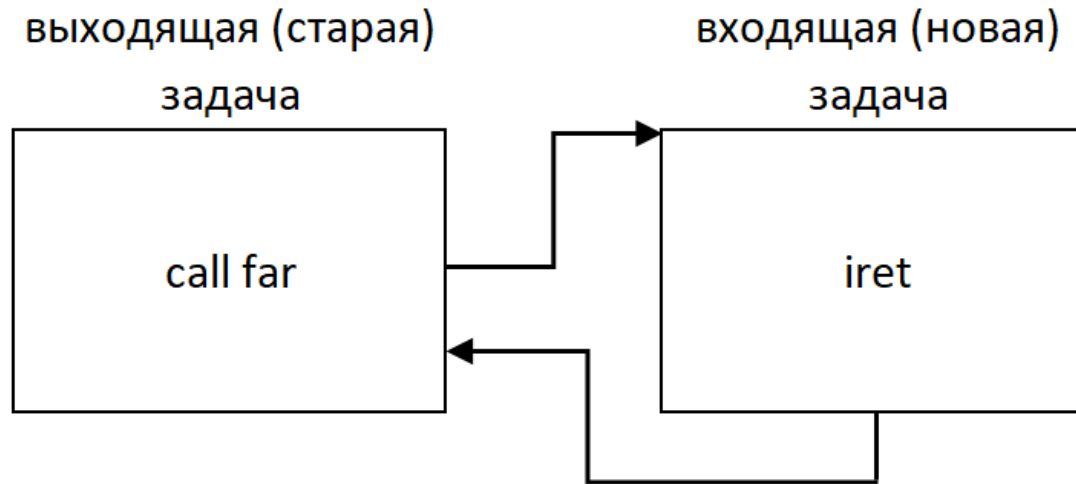 выходящая (старая)
задача
входящая (новая)
задача
call far
iret